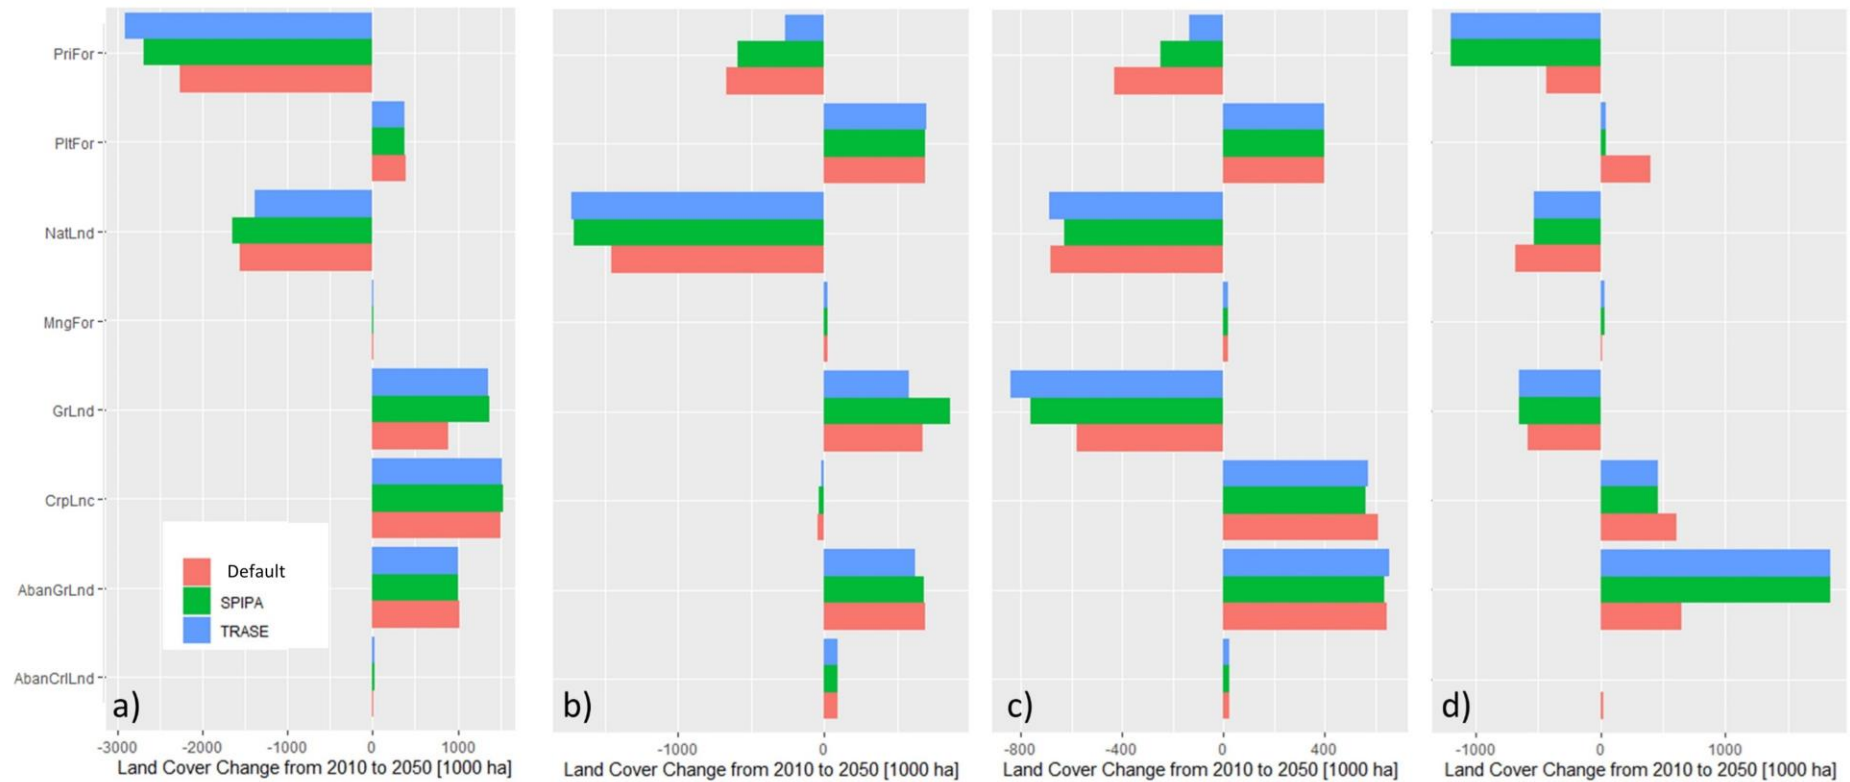 PriFor
PltFor
NatLnd
MngFor
GrLnd
CrpLnc
AbanGrLnd
AbanCrlLnd
Default
SPIPA
TRASE
a)
b)
c)
d)
-3000 -2000 -1000 0 1000
-1000 0
-800 -400 0 400
-1000 0 1000
Land Cover Change from 2010 to 2050 [1000 ha]
Land Cover Change from 2010 to 2050 [1000 ha]
Land Cover Change from 2010 to 2050 [1000 ha]
Land Cover Change from 2010 to 2050 [1000 ha]